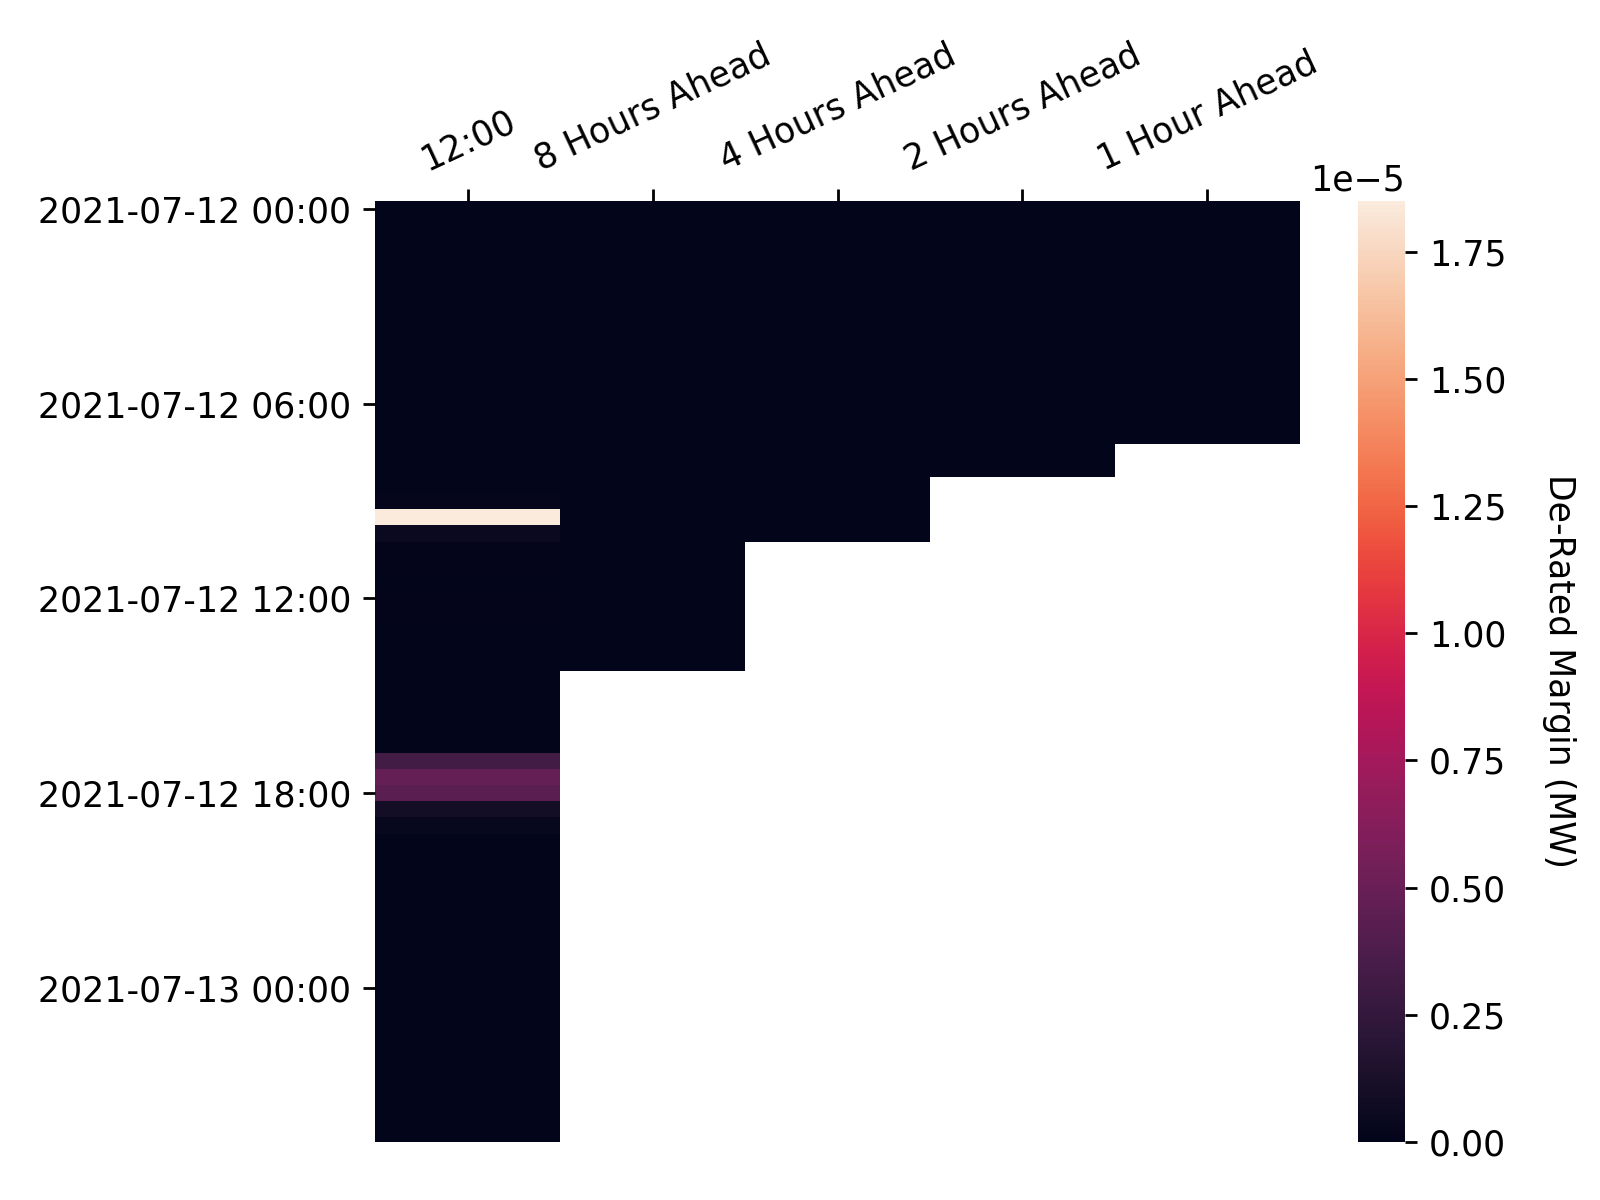 12:00
8 Hours Ahead
4 Hours Ahead
2 Hours Ahead
1 Hour Ahead
1e−5
2021-07-12 00:00
2021-07-12 06:00
2021-07-12 12:00
2021-07-12 18:00
2021-07-13 00:00
1.75
1.50
1.25
1.00
0.75
0.50
0.25
0.00
De-Rated Margin (MW)